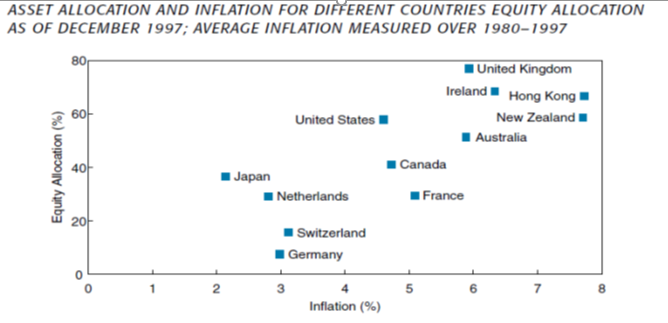 ASSET ALLOCATION AND INFLATION FOR DIFFERENT COUNTRIES EQUITY ALLOCATION
AS OF DECEMBER 1997; AVERAGE INFLATION MEASURED OVER 1980–1997
80
United Kingdom
Ireland
Hong Kong
60
United States
New Zealand
Australia
Equity Allocation (%)
40
Canada
Japan
Netherlands
France
20
Switzerland
Germany
0
0 1 2 3 4 5 6 7 8
Inflation (%)